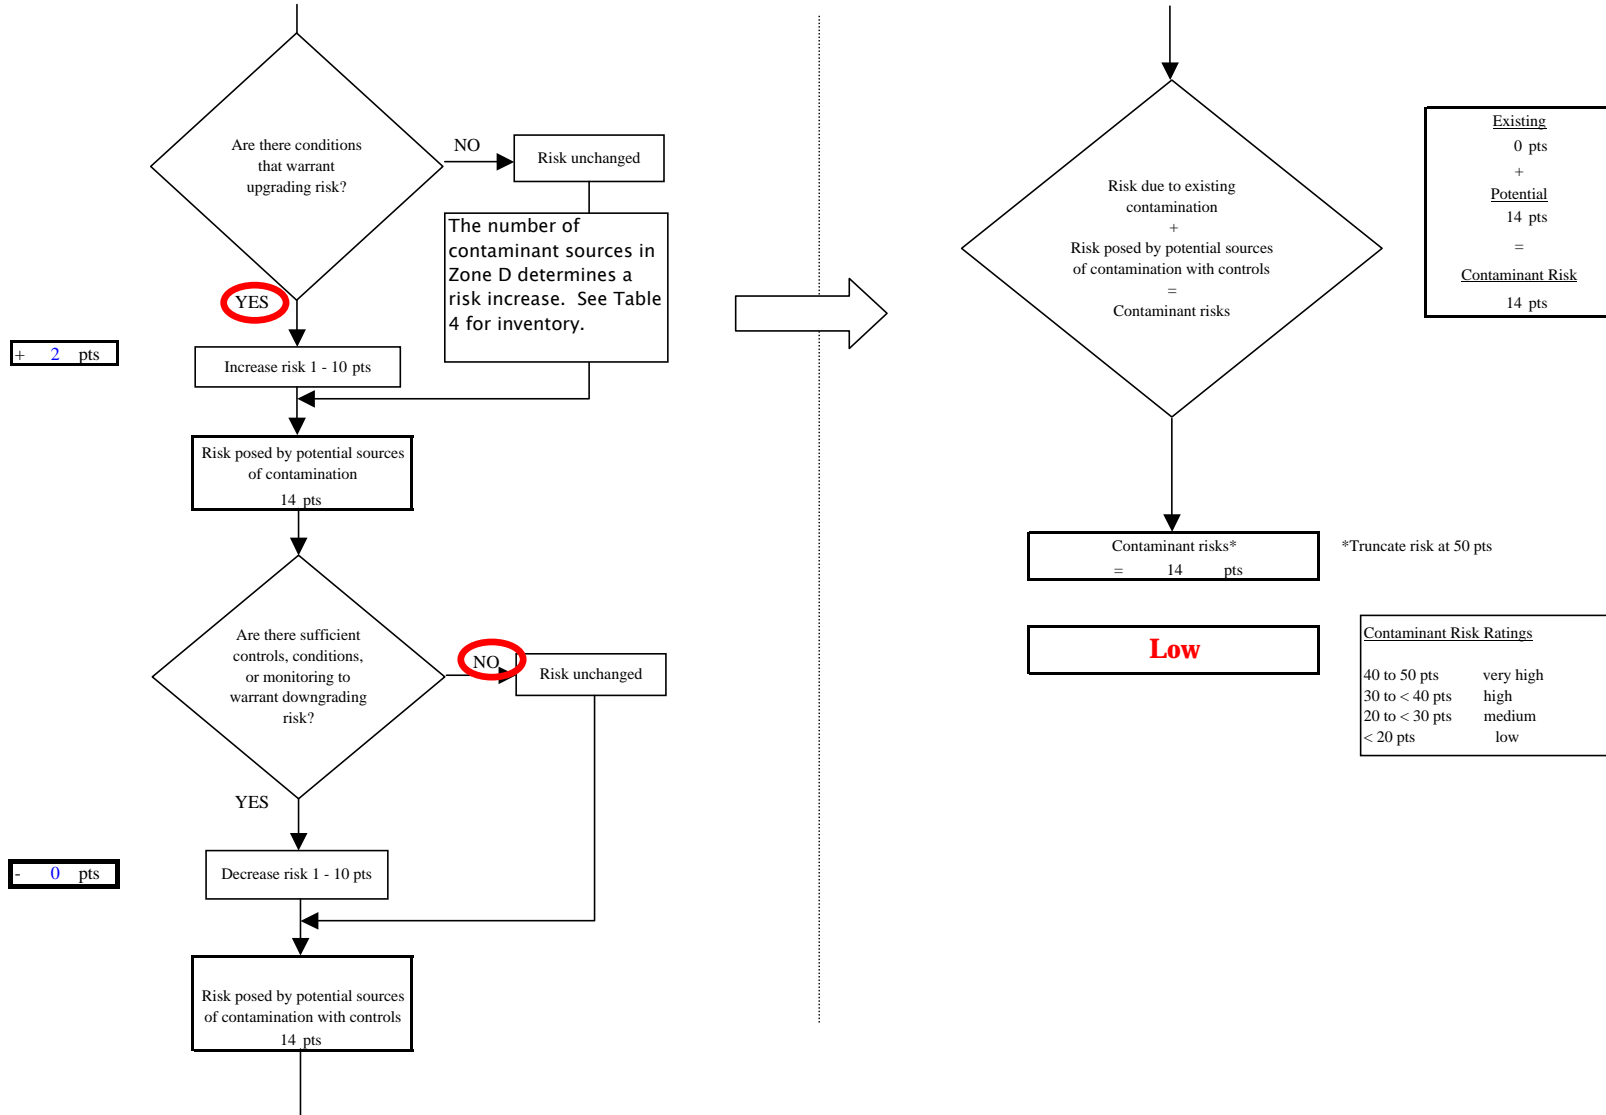 Are there conditions
that warrant
upgrading risk?
NO
Risk unchanged
The number of
contaminant sources in
Zone D determines a
risk increase.  See Table
4 for inventory.
YES
+ 2 pts
Increase risk 1 - 10 pts
Risk posed by potential sources
of contamination
14 pts
Are there sufficient
controls, conditions,
or monitoring to
warrant downgrading
risk?
NO
Risk unchanged
YES
- 0 pts
Decrease risk 1 - 10 pts
Risk posed by potential sources
of contamination with controls
14 pts
Risk due to existing
contamination
+
Risk posed by potential sources
of contamination with controls
=
Contaminant risks
Existing
0 pts
+
Potential
14 pts
=
Contaminant Risk
14 pts
Contaminant risks*
= 14 pts
*Truncate risk at 50 pts
Low
Contaminant Risk Ratings
40 to 50 pts very high
30 to < 40 pts high
20 to < 30 pts medium
< 20 pts low